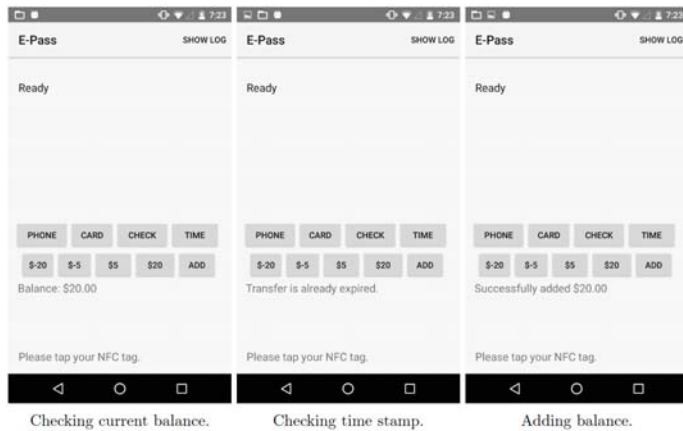 7:23
E-Pass SHOW LOG
Ready
PHONE CARD CHECK TIME
$-20 $-5 $5 $20 ADD
Balance: $20.00
Please tap your NFC tag.
Checking current balance.
7:23
E-Pass SHOW LOG
Ready
PHONE CARD CHECK TIME
$-20 $-5 $5 $20 ADD
Transfer is already expired.
Please tap your NFC tag.
Checking time stamp.
7:23
E-Pass SHOW LOG
Ready
PHONE CARD CHECK TIME
$-20 $-5 $5 $20 ADD
Successfully added $20.00
Please tap your NFC tag.
Adding balance.